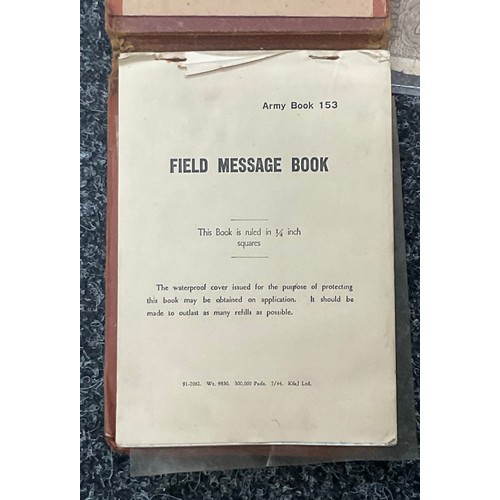 Army Book 153
FIELD MESSAGE BOOK
This Book is ruled in ¼ inch
squares
The waterproof cover issued for the purpose of protecting
this book may be obtained on application. It should be
made to outlast as many refills as possible.
51-7062. Wt. 9830. 300,000 Pads. 7/44. K&J Ltd.